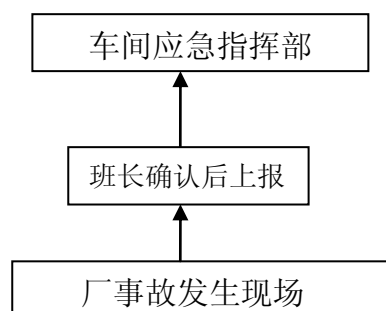 车间应急指挥部
班长确认后上报
厂事故发生现场